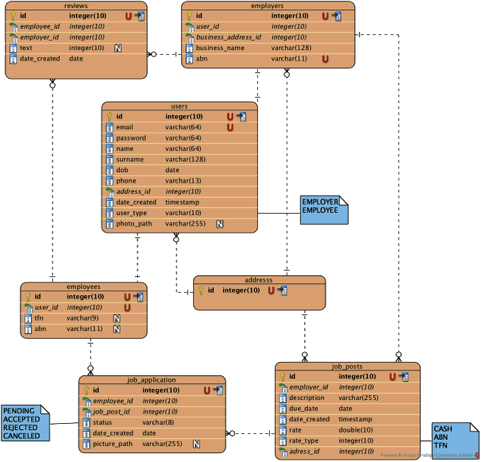 reviews
id integer(10) U
employee_id integer(10)
employer_id integer(10)
text integer(10) N
date_created date
employers
id integer(10) U
user_id integer(10)
business_address_id integer(10)
business_name varchar(128)
abn varchar(11) U
users
id integer(10) U
email varchar(64) U
password varchar(64)
name varchar(64)
surname varchar(128)
dob date
phone varchar(13)
address_id integer(10)
date_created timestamp
user_type varchar(10)
photo_path varchar(255) N
EMPLOYER
EMPLOYEE
employees
id integer(10) U
user_id integer(10) U
tfn varchar(9) N
abn varchar(11) N
addresss
id integer(10) U
job_application
id integer(10) U
employee_id integer(10)
job_post_id integer(10)
status varchar(8)
date_created date
picture_path varchar(255) N
PENDING
ACCEPTED
REJECTED
CANCELED
job_posts
id integer(10) U
employer_id integer(10)
description varchar(255)
due_date date
date_created timestamp
rate double(10)
rate_type integer(10)
adress_id integer(10)
CASH
ABN
TFN
Powered By Visual Paradigm Community Edition